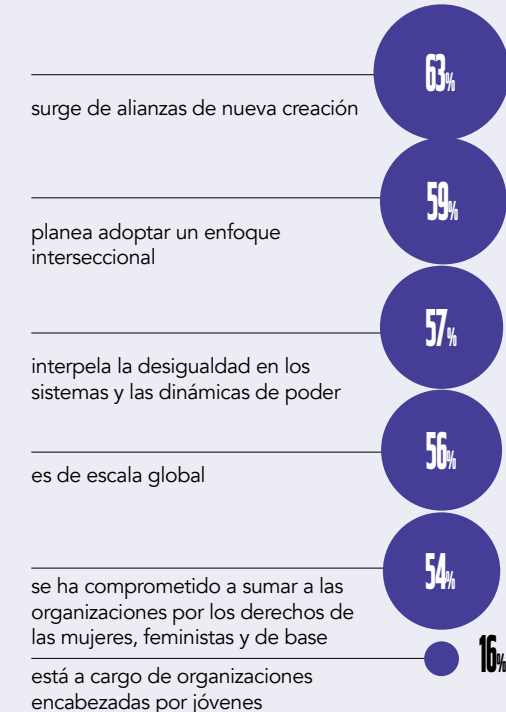 63%
surge de alianzas de nueva creación
59%
planea adoptar un enfoque
interseccional
57%
interpela la desigualdad en los
sistemas y las dinámicas de poder
56%
es de escala global
54%
se ha comprometido a sumar a las
organizaciones por los derechos de
las mujeres, feministas y de base
16%
está a cargo de organizaciones
encabezadas por jóvenes